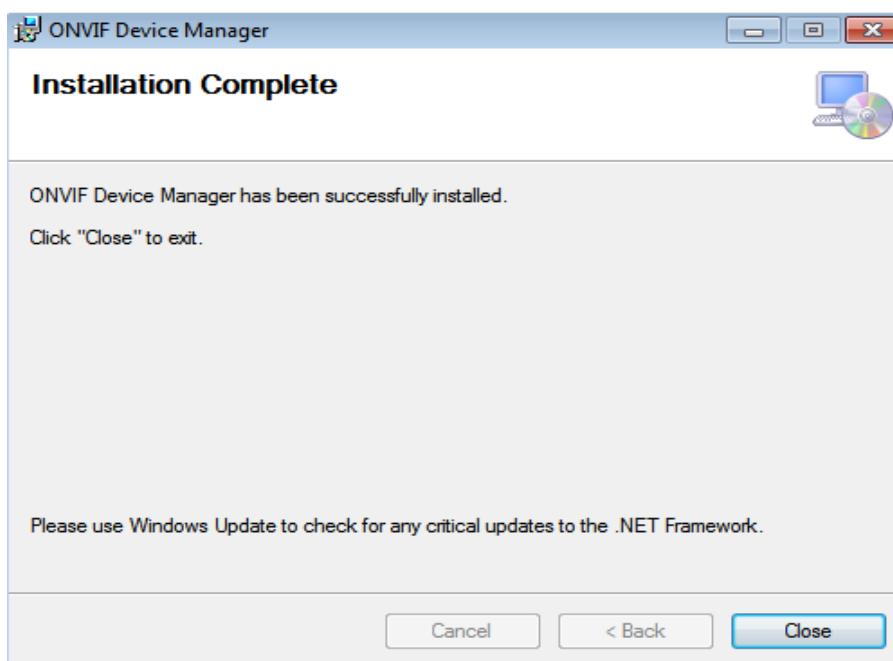 ONVIF Device Manager
Installation Complete
ONVIF Device Manager has been successfully installed.
Click "Close" to exit.
Please use Windows Update to check for any critical updates to the .NET Framework.
Cancel
< Back
Close